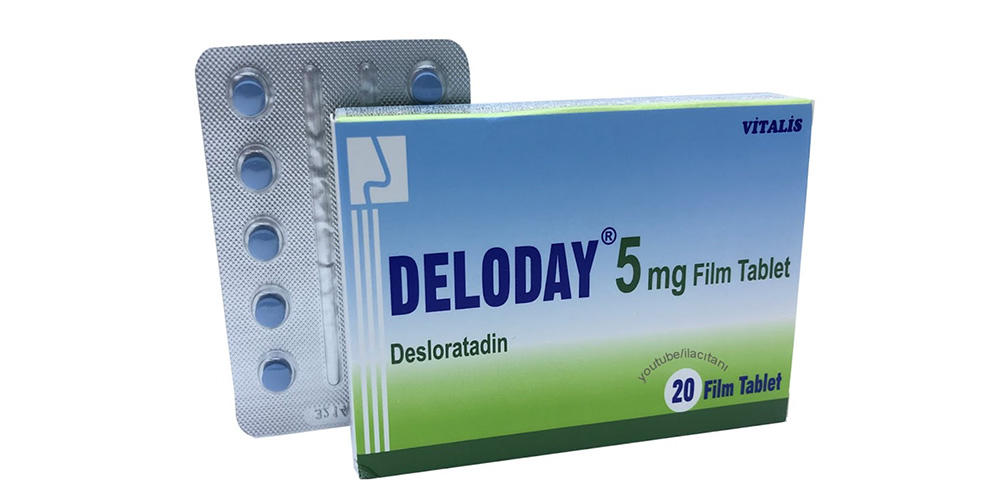 VİTALİS
DELODAY® 5 mg Film Tablet
Desloratadin
youtube/ilacıtanı
20 Film Tablet